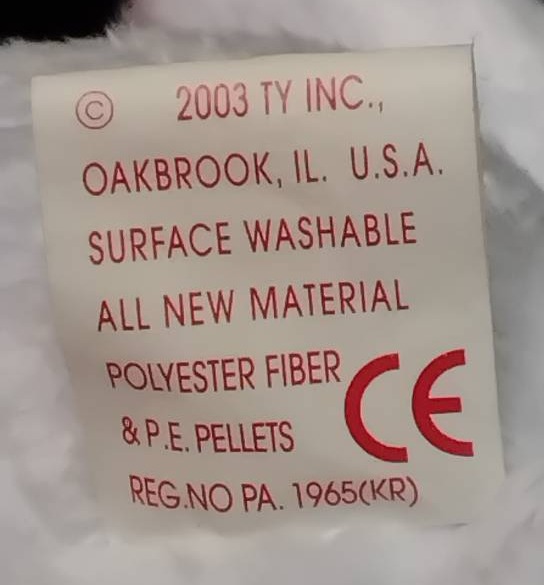 © 2003 TY INC.,
OAKBROOK, IL. U.S.A.
SURFACE WASHABLE
ALL NEW MATERIAL
POLYESTER FIBER
& P.E. PELLETS
CE
REG.NO PA. 1965(KR)